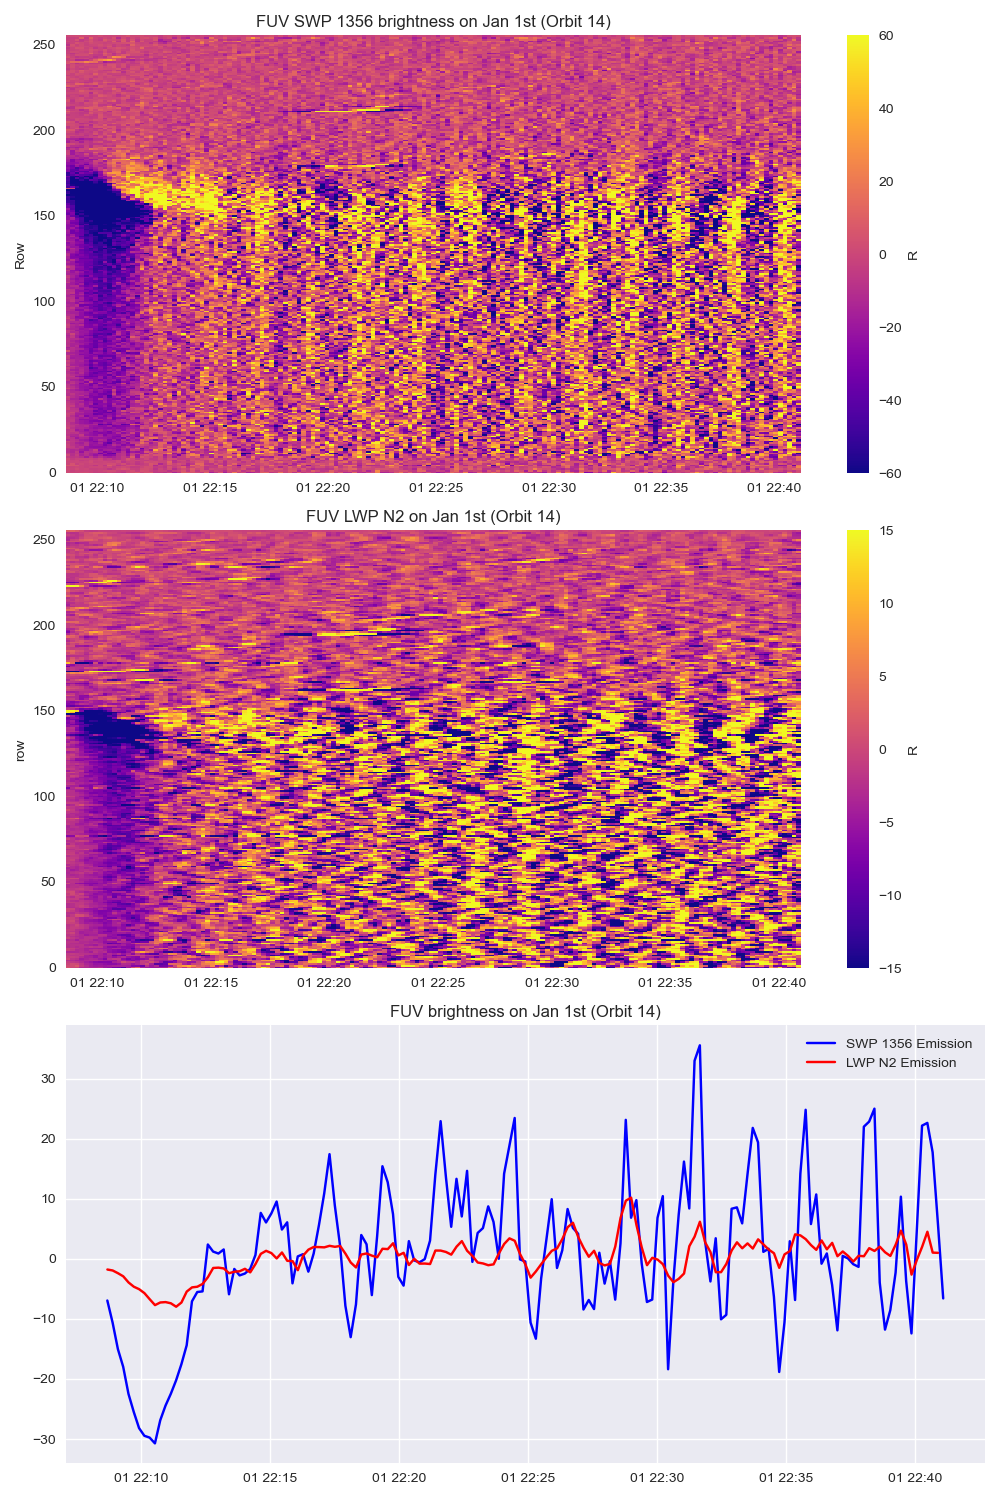 FUV SWP 1356 brightness on Jan 1st (Orbit 14)
250
200
150
100
50
0
Row
01 22:10 01 22:15 01 22:20 01 22:25 01 22:30 01 22:35 01 22:40
60
40
20
0
−20
−40
−60
R
FUV LWP N2 on Jan 1st (Orbit 14)
250
200
150
100
50
0
row
01 22:10 01 22:15 01 22:20 01 22:25 01 22:30 01 22:35 01 22:40
15
10
5
0
−5
−10
−15
R
FUV brightness on Jan 1st (Orbit 14)
SWP 1356 Emission
LWP N2 Emission
30
20
10
0
−10
−20
−30
01 22:10 01 22:15 01 22:20 01 22:25 01 22:30 01 22:35 01 22:40